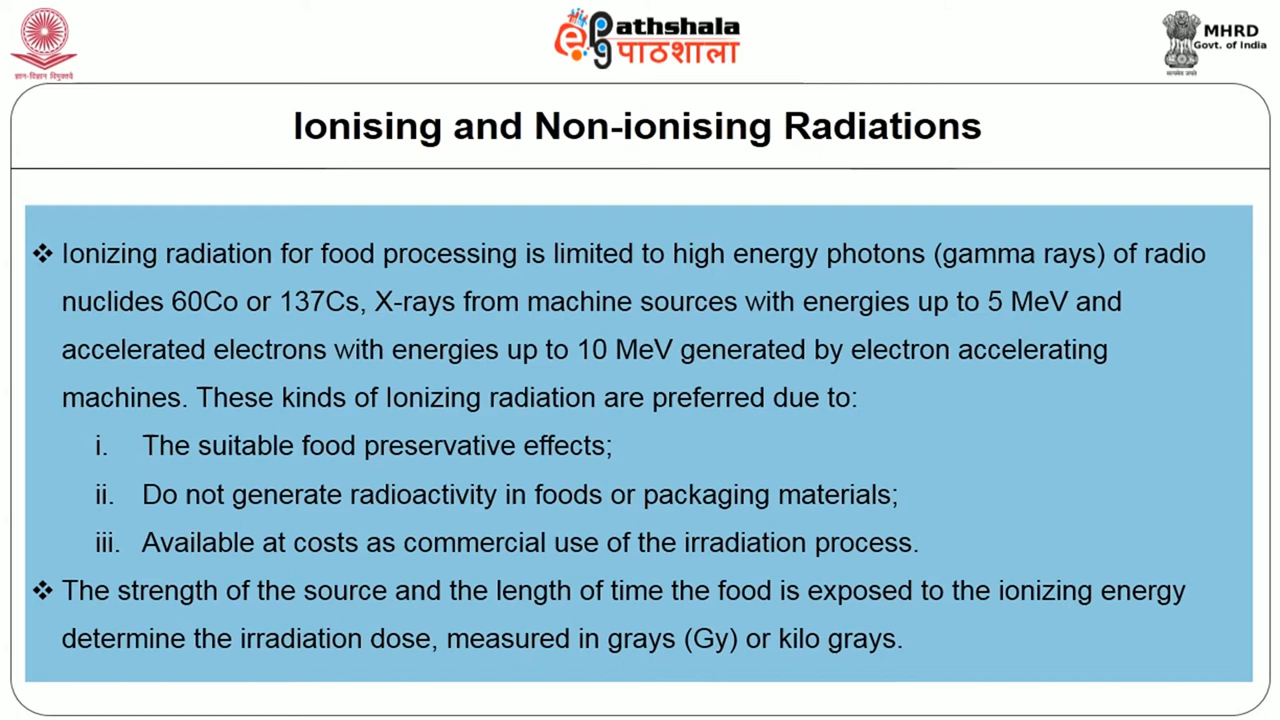 ज्ञान-विज्ञान विमुक्तये
ePathshala
पाठशाला
MHRD
Govt. of India
सत्यमेव जयते
Ionising and Non-ionising Radiations
❖ Ionizing radiation for food processing is limited to high energy photons (gamma rays) of radio
nuclides 60Co or 137Cs, X-rays from machine sources with energies up to 5 MeV and
accelerated electrons with energies up to 10 MeV generated by electron accelerating
machines. These kinds of Ionizing radiation are preferred due to:
i. The suitable food preservative effects;
ii. Do not generate radioactivity in foods or packaging materials;
iii. Available at costs as commercial use of the irradiation process.
❖ The strength of the source and the length of time the food is exposed to the ionizing energy
determine the irradiation dose, measured in grays (Gy) or kilo grays.